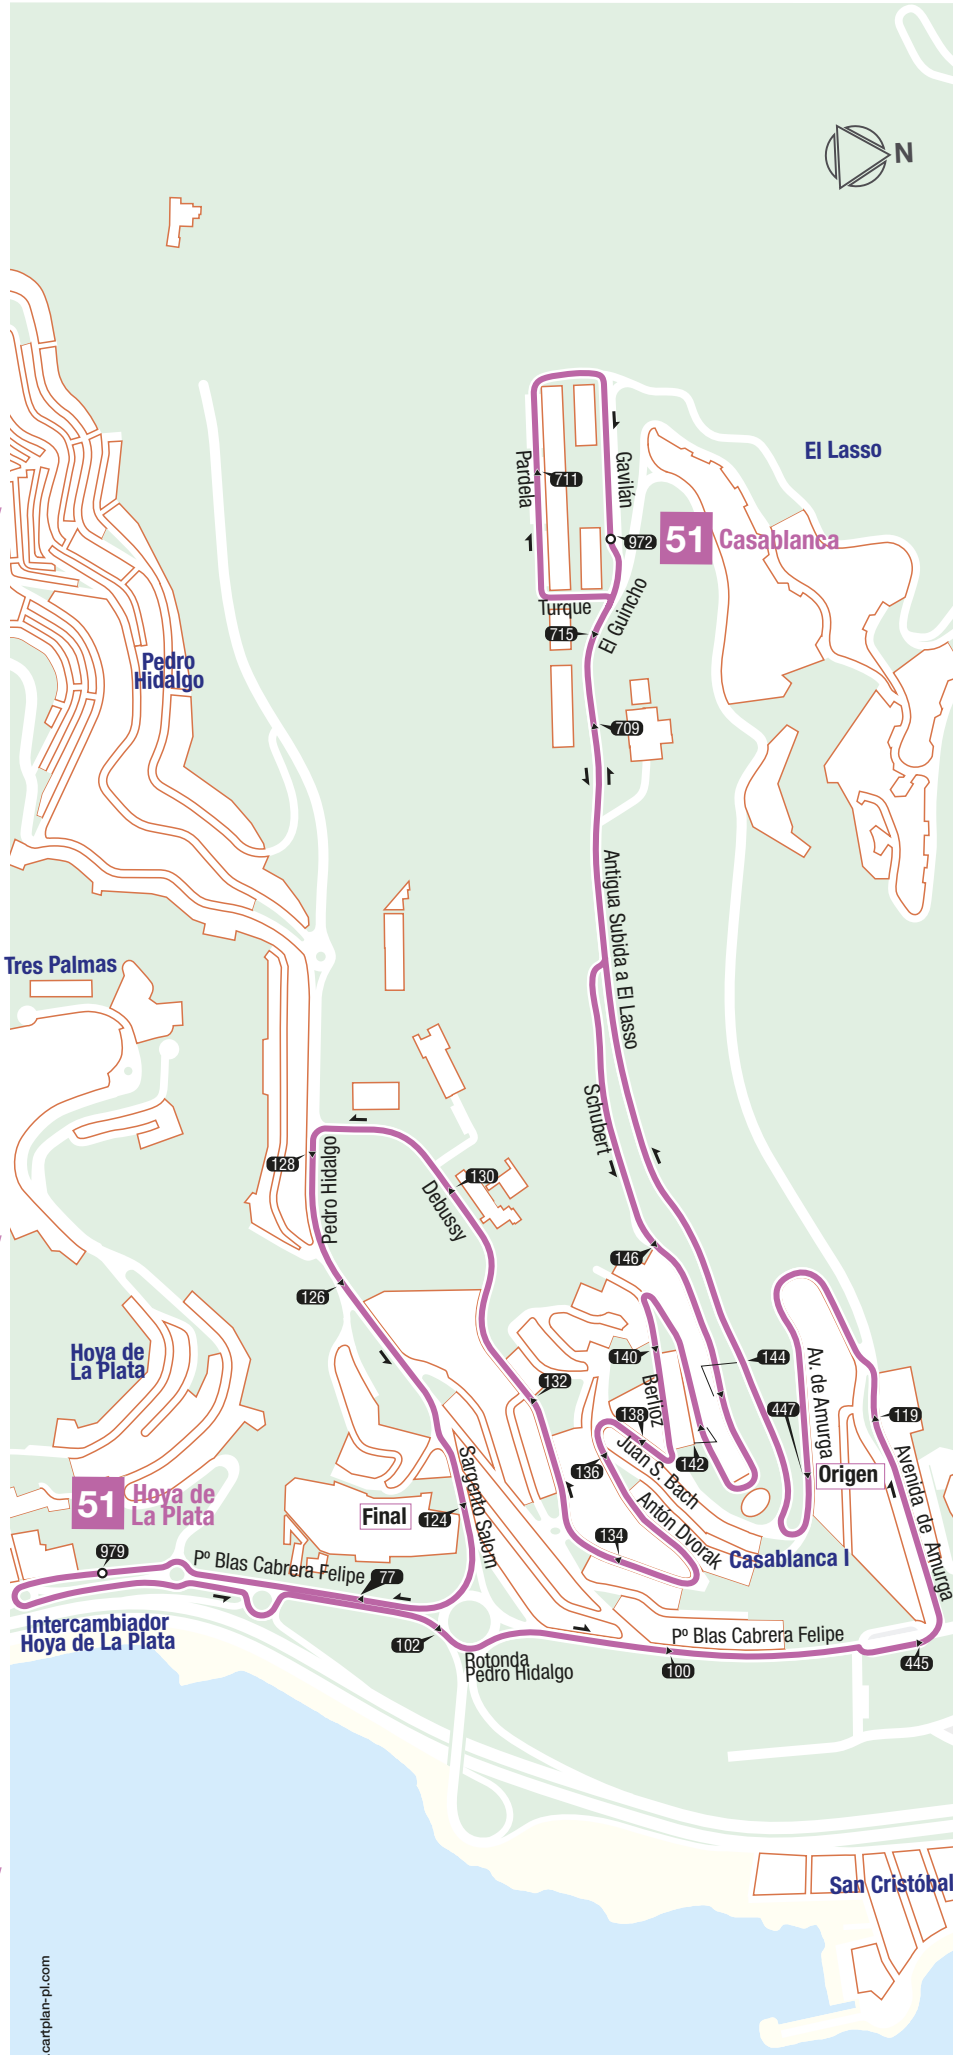 N
El Lasso
Gavilán
Pardela
711
972
51 Casablanca
Turque
El Guincho
715
Pedro
Hidalgo
709
Antigua Subida a El Lasso
Tres Palmas
Schubert
128
Pedro Hidalgo
130
Debussy
146
126
Hoya de
La Plata
140
144
Berlioz
Av. de Amurga
132
447
138
119
142
Juan S. Bach
136
Origen
Avenida de Amurga
51 Hoya de
La Plata
Sargento Salom
Antón Dvorak
Final
124
134
Casablanca I
979
Pº Blas Cabrera Felipe
77
Intercambiador
Hoya de La Plata
102
Pº Blas Cabrera Felipe
100
445
Rotonda
Pedro Hidalgo
San Cristóbal
.cartplan-pl.com